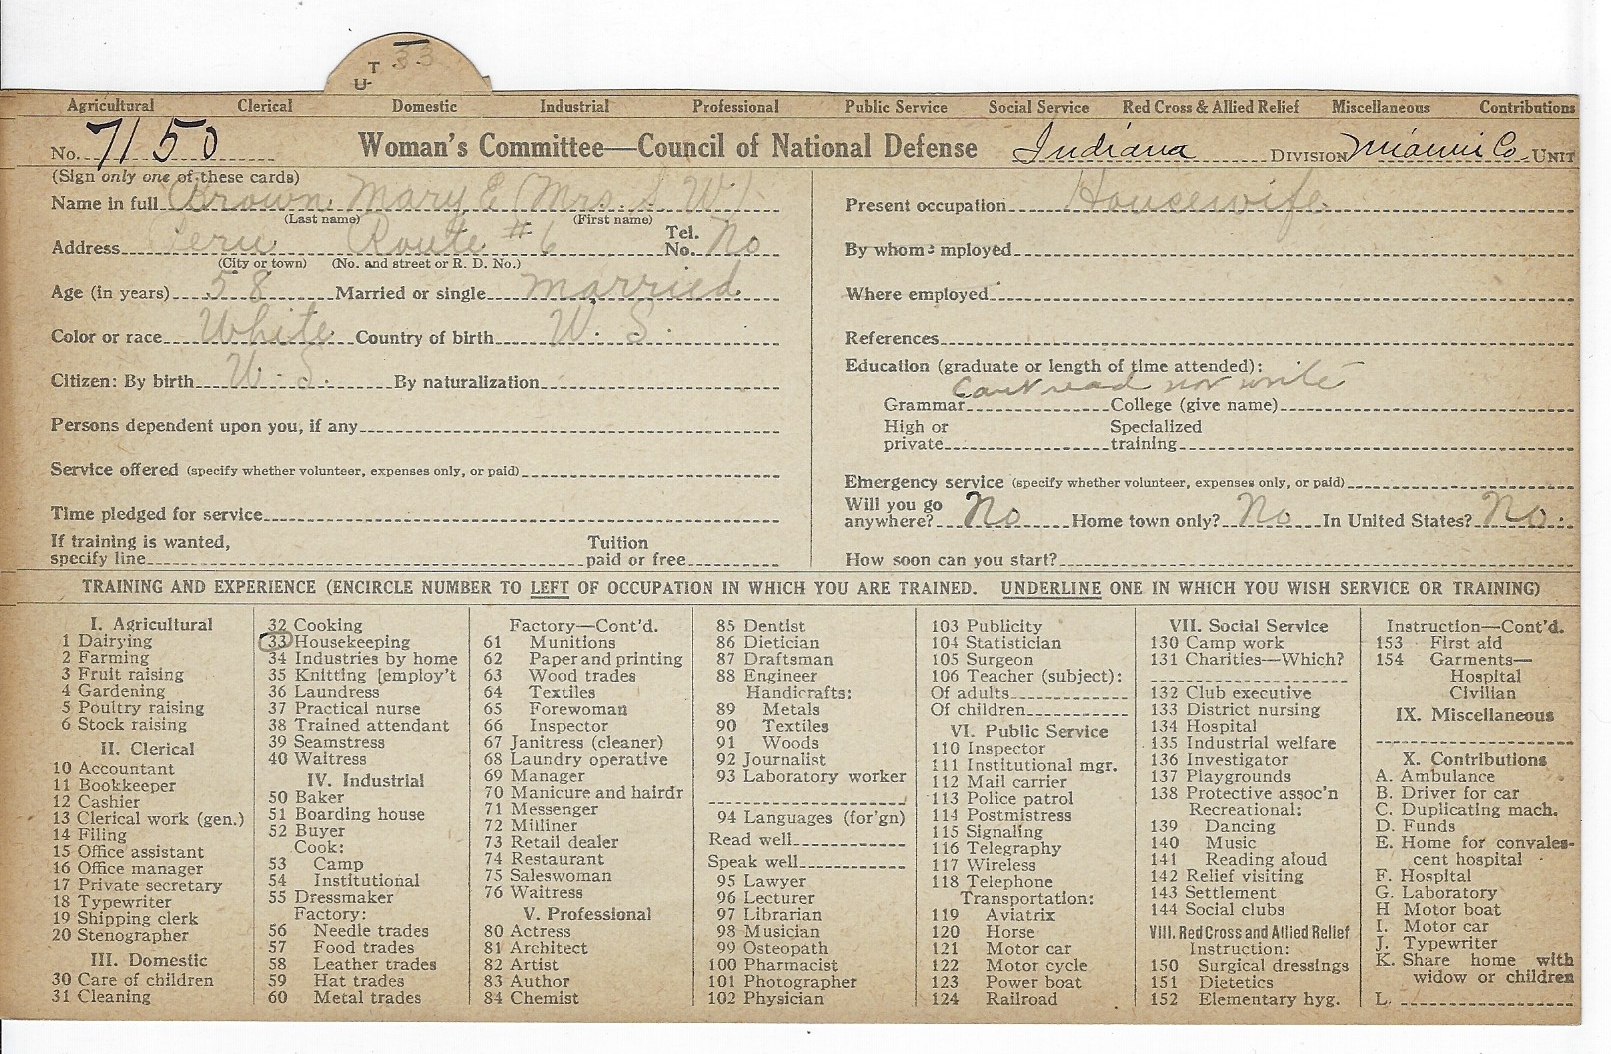 T 33
U-
Agricultural Clerical Domestic Industrial Professional Public Service Social Service Red Cross & Allied Relief Miscellaneous Contributions
No. 7150 Woman's Committee—Council of National Defense Indiana DIVISION Miami Co UNIT
(Sign only one of these cards)
Name in full Brown Mary E (Mrs. S. W.)
(Last name) (First name)
Address Peru Route #6 Tel. No. No
(City or town) (No. and street or R. D. No.)
Age (in years) 58 Married or single married
Color or race White Country of birth U. S.
Citizen: By birth U. S. By naturalization
Persons dependent upon you, if any
Service offered (specify whether volunteer, expenses only, or paid)
Time pledged for service
If training is wanted,
specify line
Tuition
paid or free
Present occupation Housewife
By whom employed
Where employed
References
Education (graduate or length of time attended):
Cant read nor write
Grammar College (give name)
High or
private
Specialized
training
Emergency service (specify whether volunteer, expenses only, or paid)
Will you go
anywhere? No Home town only? No In United States? No.
How soon can you start?
TRAINING AND EXPERIENCE (ENCIRCLE NUMBER TO LEFT OF OCCUPATION IN WHICH YOU ARE TRAINED. UNDERLINE ONE IN WHICH YOU WISH SERVICE OR TRAINING)
I. Agricultural
1 Dairying
2 Farming
3 Fruit raising
4 Gardening
5 Poultry raising
6 Stock raising
II. Clerical
10 Accountant
11 Bookkeeper
12 Cashier
13 Clerical work (gen.)
14 Filing
15 Office assistant
16 Office manager
17 Private secretary
18 Typewriter
19 Shipping clerk
20 Stenographer
III. Domestic
30 Care of children
31 Cleaning
32 Cooking
33 Housekeeping
34 Industries by home
35 Knitting [employ't
36 Laundress
37 Practical nurse
38 Trained attendant
39 Seamstress
40 Waitress
IV. Industrial
50 Baker
51 Boarding house
52 Buyer
Cook:
53 Camp
54 Institutional
55 Dressmaker
Factory:
56 Needle trades
57 Food trades
58 Leather trades
59 Hat trades
60 Metal trades
Factory—Cont'd.
61 Munitions
62 Paper and printing
63 Wood trades
64 Textiles
65 Forewoman
66 Inspector
67 Janitress (cleaner)
68 Laundry operative
69 Manager
70 Manicure and hairdr
71 Messenger
72 Milliner
73 Retail dealer
74 Restaurant
75 Saleswoman
76 Waitress
V. Professional
80 Actress
81 Architect
82 Artist
83 Author
84 Chemist
85 Dentist
86 Dietician
87 Draftsman
88 Engineer
Handicrafts:
89 Metals
90 Textiles
91 Woods
92 Journalist
93 Laboratory worker
94 Languages (for'gn)
Read well
Speak well
95 Lawyer
96 Lecturer
97 Librarian
98 Musician
99 Osteopath
100 Pharmacist
101 Photographer
102 Physician
103 Publicity
104 Statistician
105 Surgeon
106 Teacher (subject):
Of adults
Of children
VI. Public Service
110 Inspector
111 Institutional mgr.
112 Mail carrier
113 Police patrol
114 Postmistress
115 Signaling
116 Telegraphy
117 Wireless
118 Telephone
Transportation:
119 Aviatrix
120 Horse
121 Motor car
122 Motor cycle
123 Power boat
124 Railroad
VII. Social Service
130 Camp work
131 Charities—Which?
132 Club executive
133 District nursing
134 Hospital
135 Industrial welfare
136 Investigator
137 Playgrounds
138 Protective assoc'n
Recreational:
139 Dancing
140 Music
141 Reading aloud
142 Relief visiting
143 Settlement
144 Social clubs
VIII. Red Cross and Allied Relief
Instruction:
150 Surgical dressings
151 Dietetics
152 Elementary hyg.
Instruction—Cont'd.
153 First aid
154 Garments—
Hospital
Civilian
IX. Miscellaneous
X. Contributions
A. Ambulance
B. Driver for car
C. Duplicating mach.
D. Funds
E. Home for convales-
cent hospital
F. Hospital
G. Laboratory
H Motor boat
I. Motor car
J. Typewriter
K. Share home with
widow or children
L.